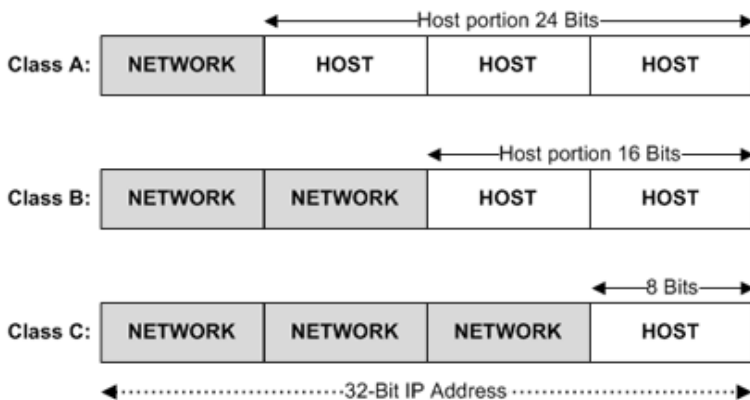 Host portion 24 Bits
Class A: NETWORK HOST HOST HOST
Host portion 16 Bits
Class B: NETWORK NETWORK HOST HOST
8 Bits
Class C: NETWORK NETWORK NETWORK HOST
32-Bit IP Address